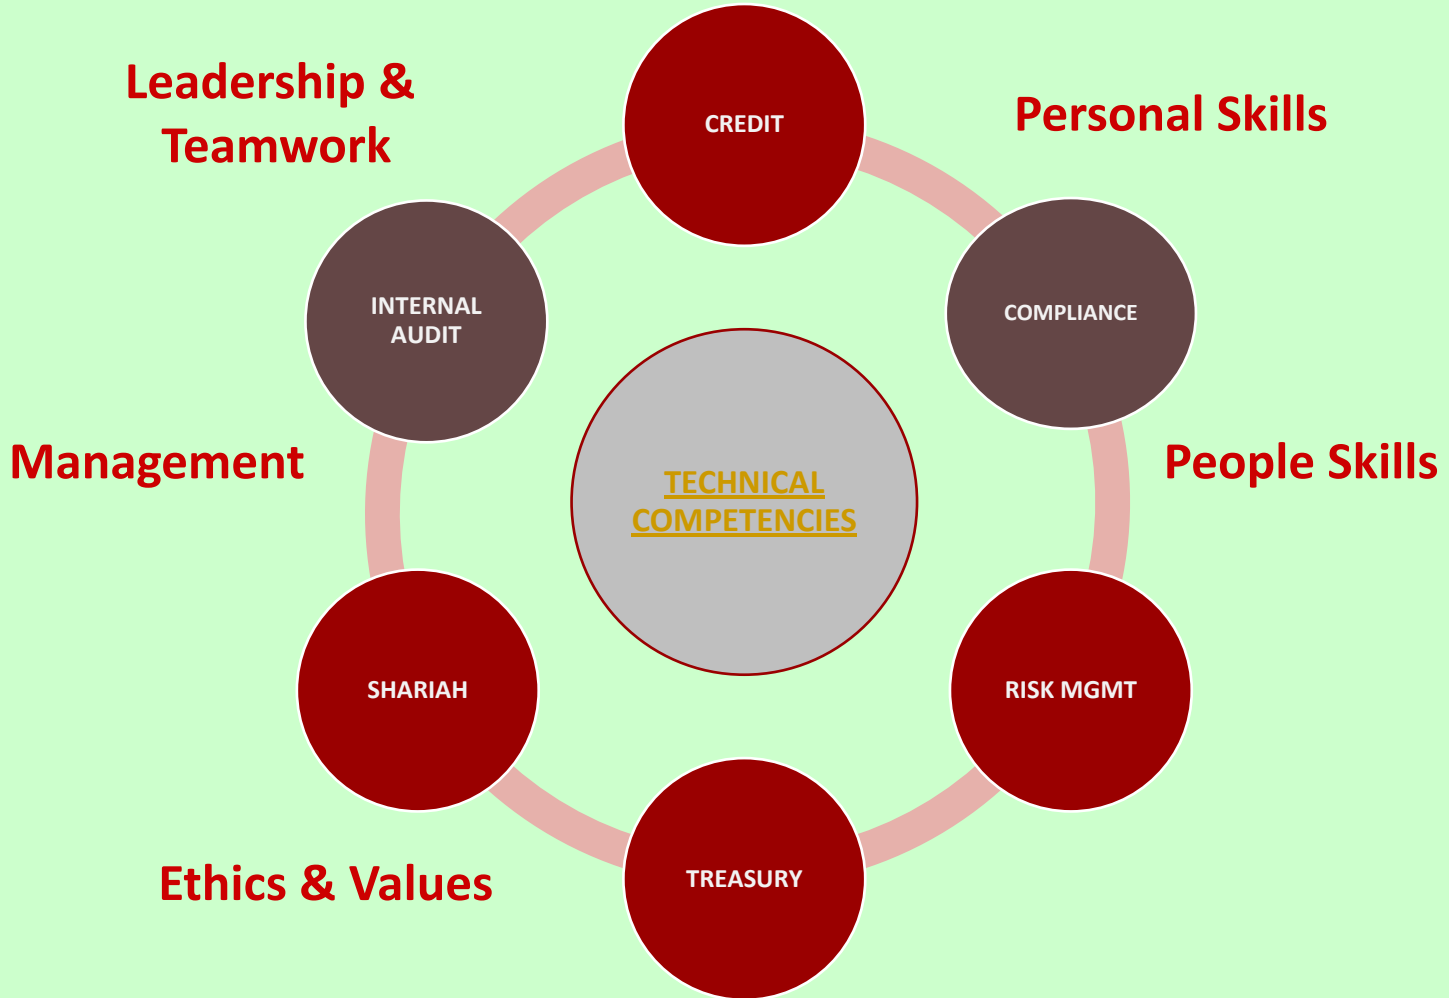 Leadership &
Teamwork
CREDIT
Personal Skills
INTERNAL
AUDIT
COMPLIANCE
Management
TECHNICAL
COMPETENCIES
People Skills
SHARIAH
RISK MGMT
Ethics & Values
TREASURY